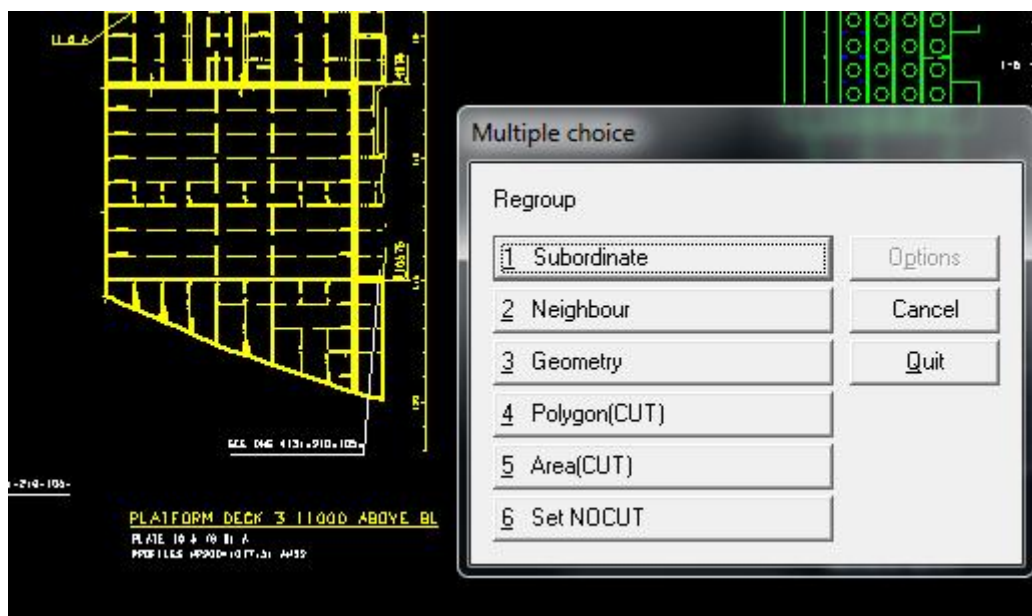 Multiple choice
Regroup
1 Subordinate
2 Neighbour
3 Geometry
4 Polygon(CUT)
5 Area(CUT)
6 Set NOCUT
Options
Cancel
Quit
PLATFORM DECK 3 11000 ABOVE BL